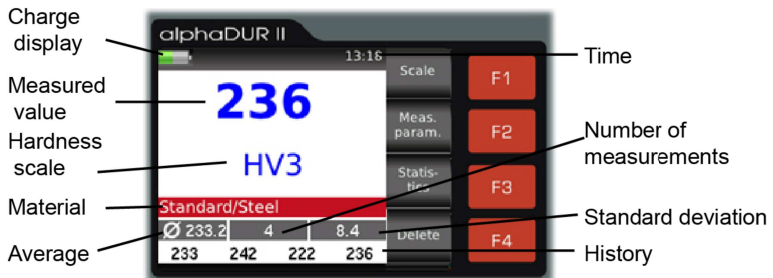 Charge
display
Measured
value
Hardness
scale
Material
Average
alphaDUR II
13:18
236
HV3
Standard/Steel
Ø 233.2 4 8.4
233 242 222 236
Scale
Meas.
param.
Statis-
tics
Delete
F1
F2
F3
F4
Time
Number of
measurements
Standard deviation
History